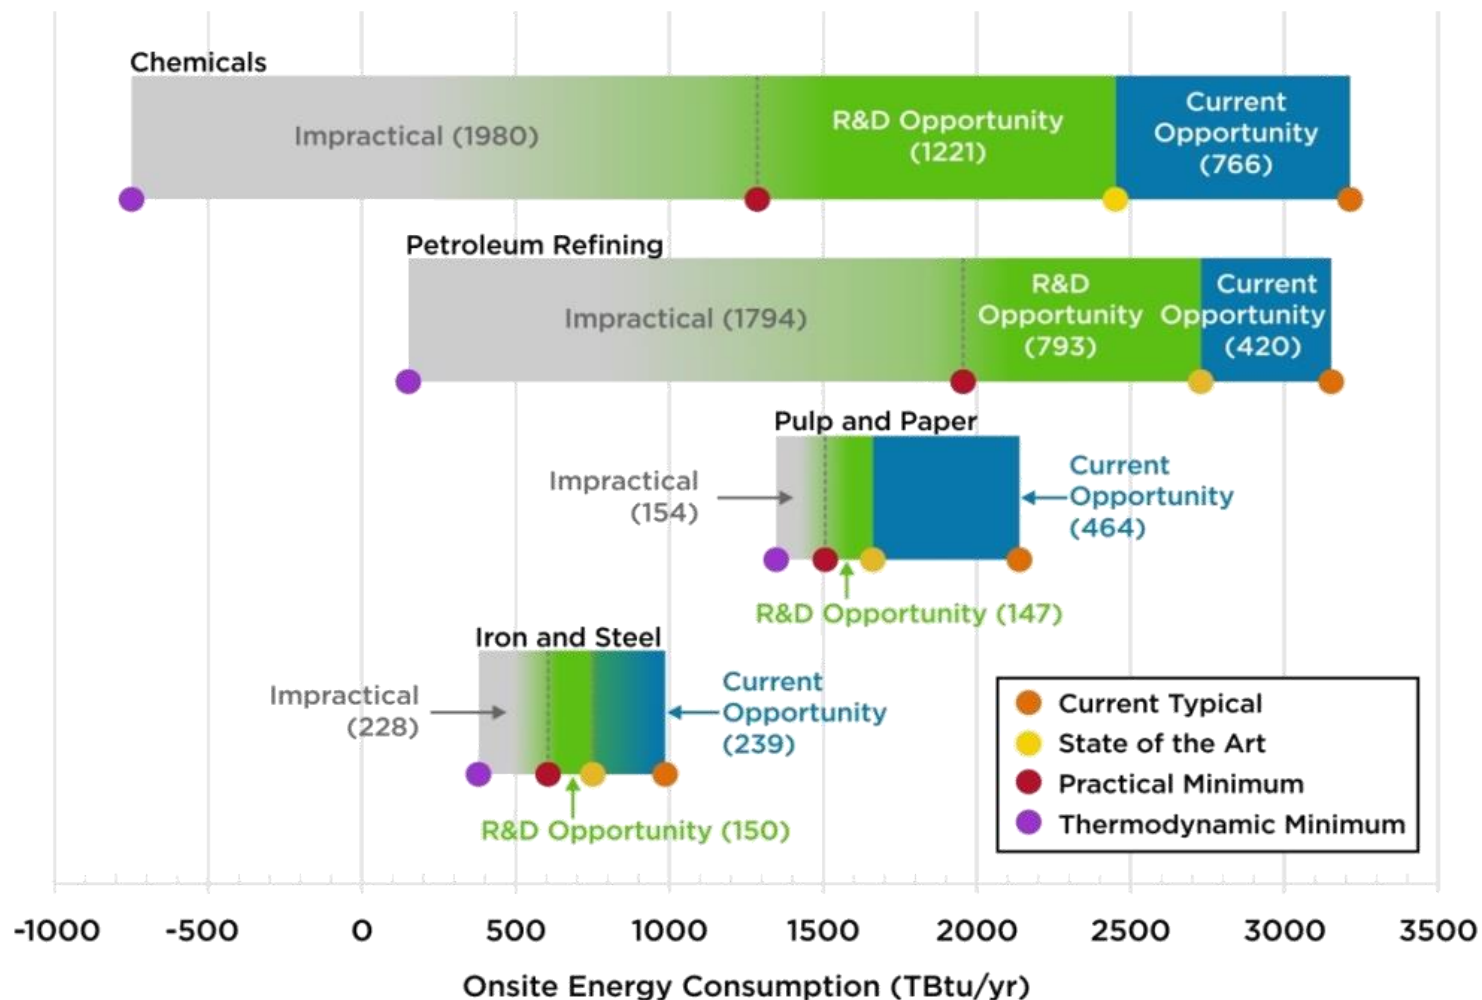 Chemicals
Impractical (1980)
R&D Opportunity
(1221)
Current
Opportunity
(766)
Petroleum Refining
Impractical (1794)
R&D
Opportunity
(793)
Current
Opportunity
(420)
Pulp and Paper
Impractical
(154)
Current
Opportunity
(464)
R&D Opportunity (147)
Iron and Steel
Impractical
(228)
Current
Opportunity
(239)
R&D Opportunity (150)
Current Typical
State of the Art
Practical Minimum
Thermodynamic Minimum
-1000 -500 0 500 1000 1500 2000 2500 3000 3500
Onsite Energy Consumption (TBtu/yr)